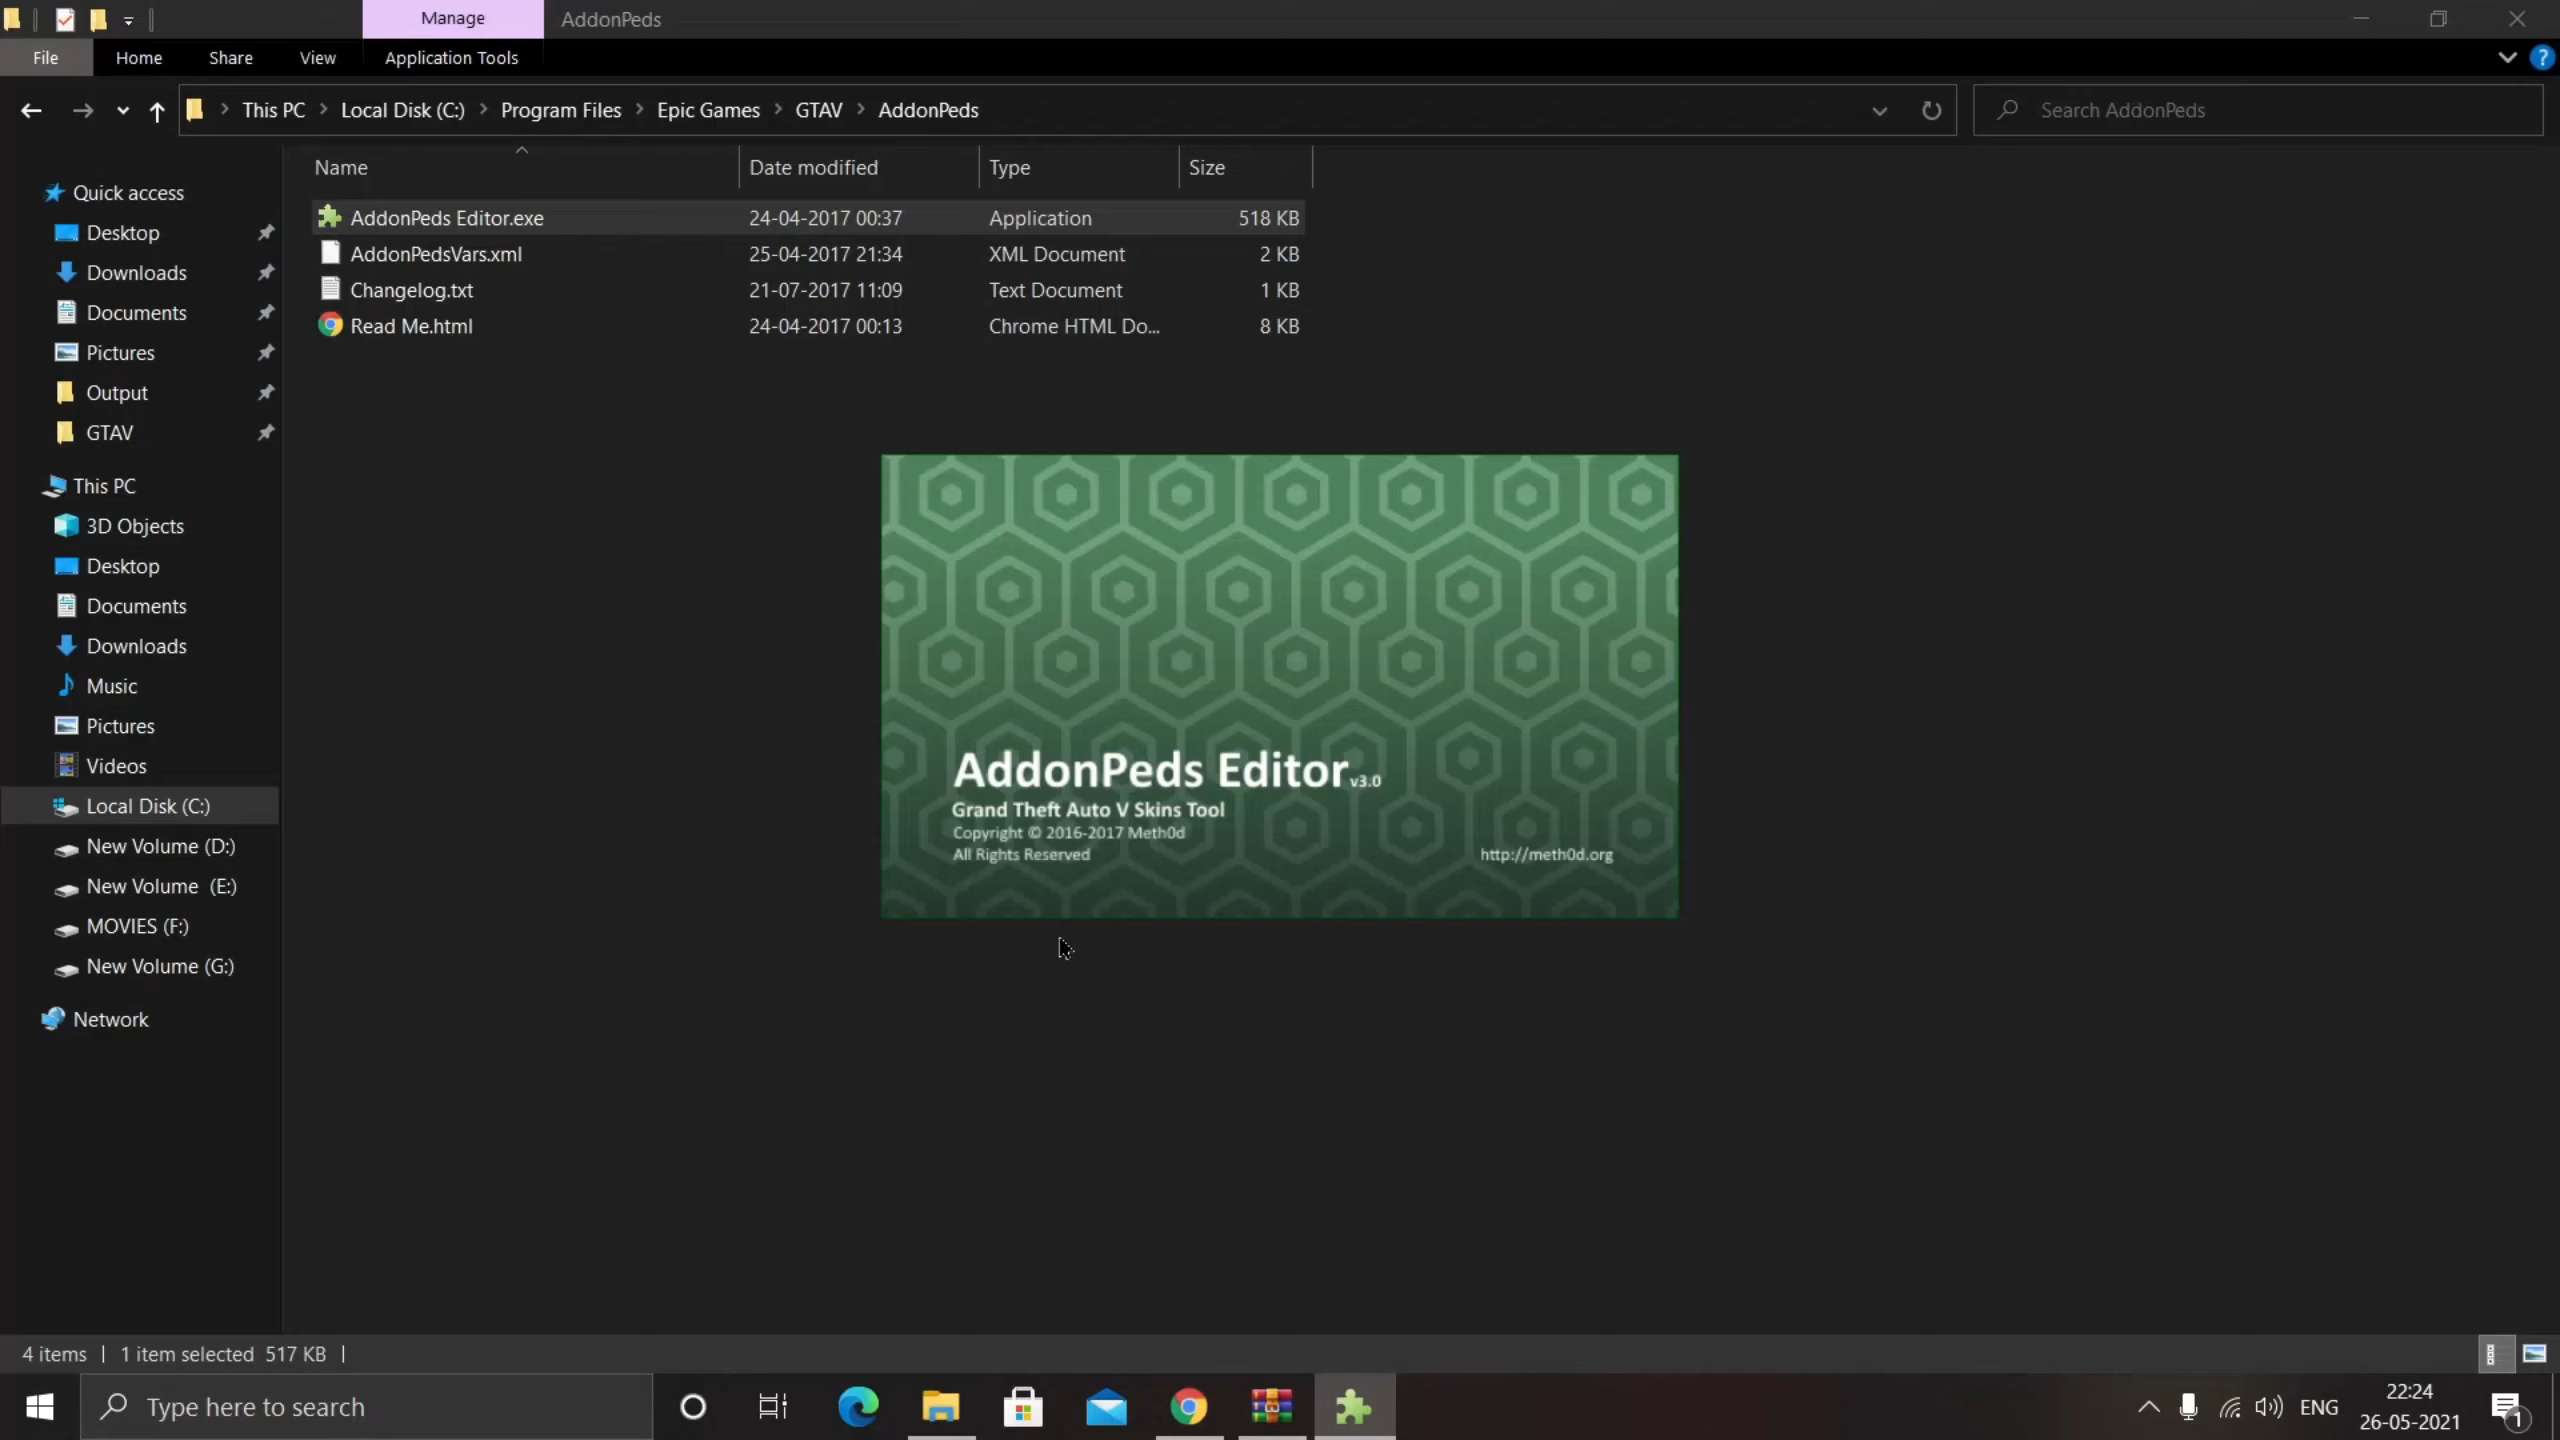 Manage AddonPeds
File Home Share View Application Tools
This PC Local Disk (C:) Program Files Epic Games GTAV AddonPeds Search AddonPeds
Name Date modified Type Size
AddonPeds Editor.exe 24-04-2017 00:37 Application 518 KB
AddonPedsVars.xml 25-04-2017 21:34 XML Document 2 KB
Changelog.txt 21-07-2017 11:09 Text Document 1 KB
Read Me.html 24-04-2017 00:13 Chrome HTML Do... 8 KB
Quick access
Desktop
Downloads
Documents
Pictures
Output
GTAV
This PC
3D Objects
Desktop
Documents
Downloads
Music
Pictures
Videos
Local Disk (C:)
New Volume (D:)
New Volume (E:)
MOVIES (F:)
New Volume (G:)
Network
AddonPeds Editor v3.0
Grand Theft Auto V Skins Tool
Copyright © 2016-2017 Meth0d
All Rights Reserved http://meth0d.org
4 items 1 item selected 517 KB
Type here to search ENG 22:24
26-05-2021
1